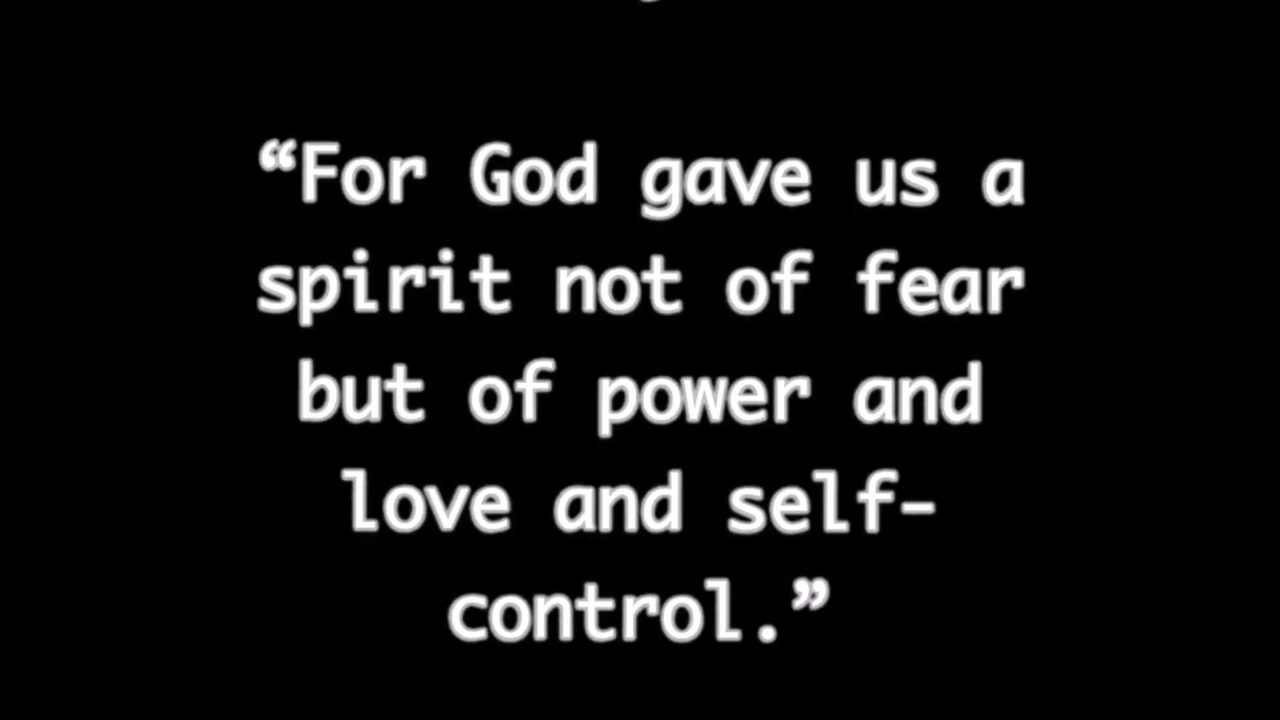 “For God gave us a
spirit not of fear
but of power and
love and self-
control.”